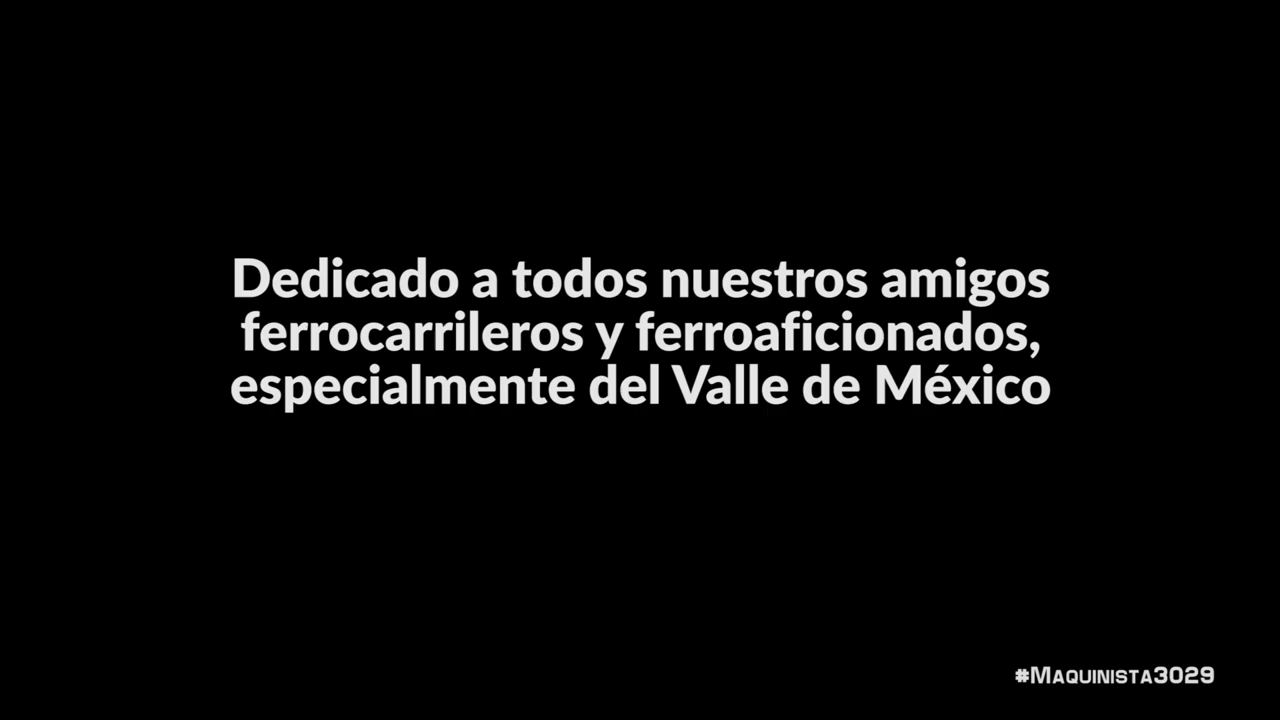 Dedicado a todos nuestros amigos
ferrocarrileros y ferroaficionados,
especialmente del Valle de México
#Maquinista3029